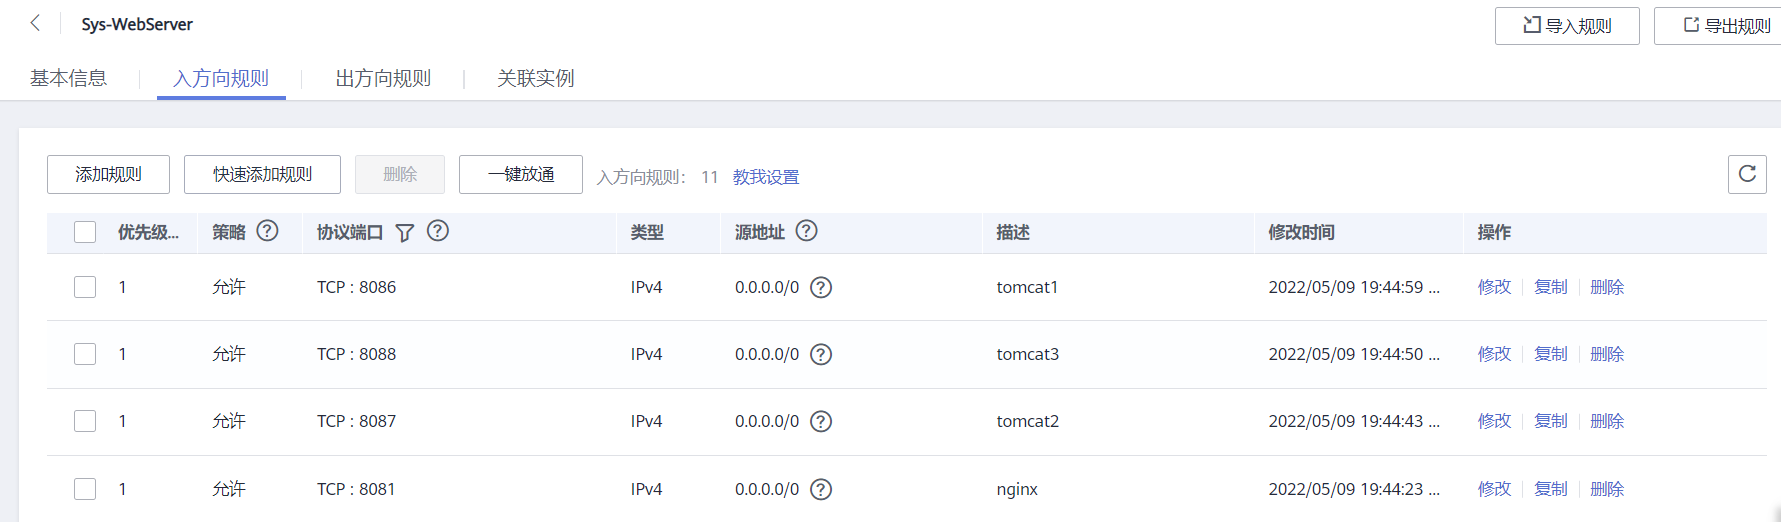 Sys-WebServer
导入规则 导出规则
基本信息 入方向规则 出方向规则 关联实例
添加规则 快速添加规则 删除 一键放通 入方向规则： 11 教我设置
优先级... 策略 协议端口 类型 源地址 描述 修改时间 操作
1 允许 TCP : 8086 IPv4 0.0.0.0/0 tomcat1 2022/05/09 19:44:59 ... 修改 复制 删除
1 允许 TCP : 8088 IPv4 0.0.0.0/0 tomcat3 2022/05/09 19:44:50 ... 修改 复制 删除
1 允许 TCP : 8087 IPv4 0.0.0.0/0 tomcat2 2022/05/09 19:44:43 ... 修改 复制 删除
1 允许 TCP : 8081 IPv4 0.0.0.0/0 nginx 2022/05/09 19:44:23 ... 修改 复制 删除